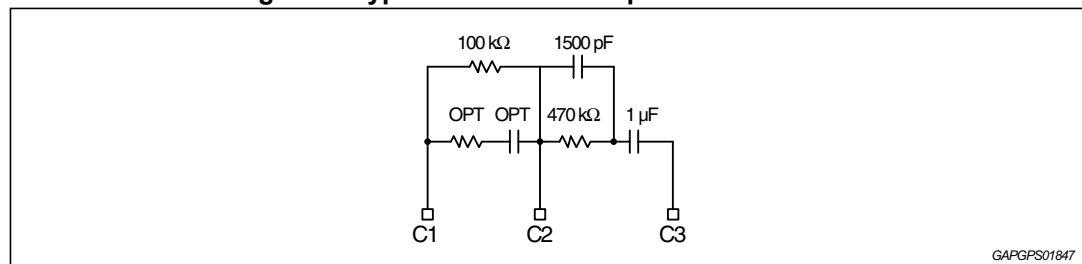 100 kΩ 1500 pF
OPT OPT 470 kΩ 1 µF
C1 C2 C3
GAPGPS01847